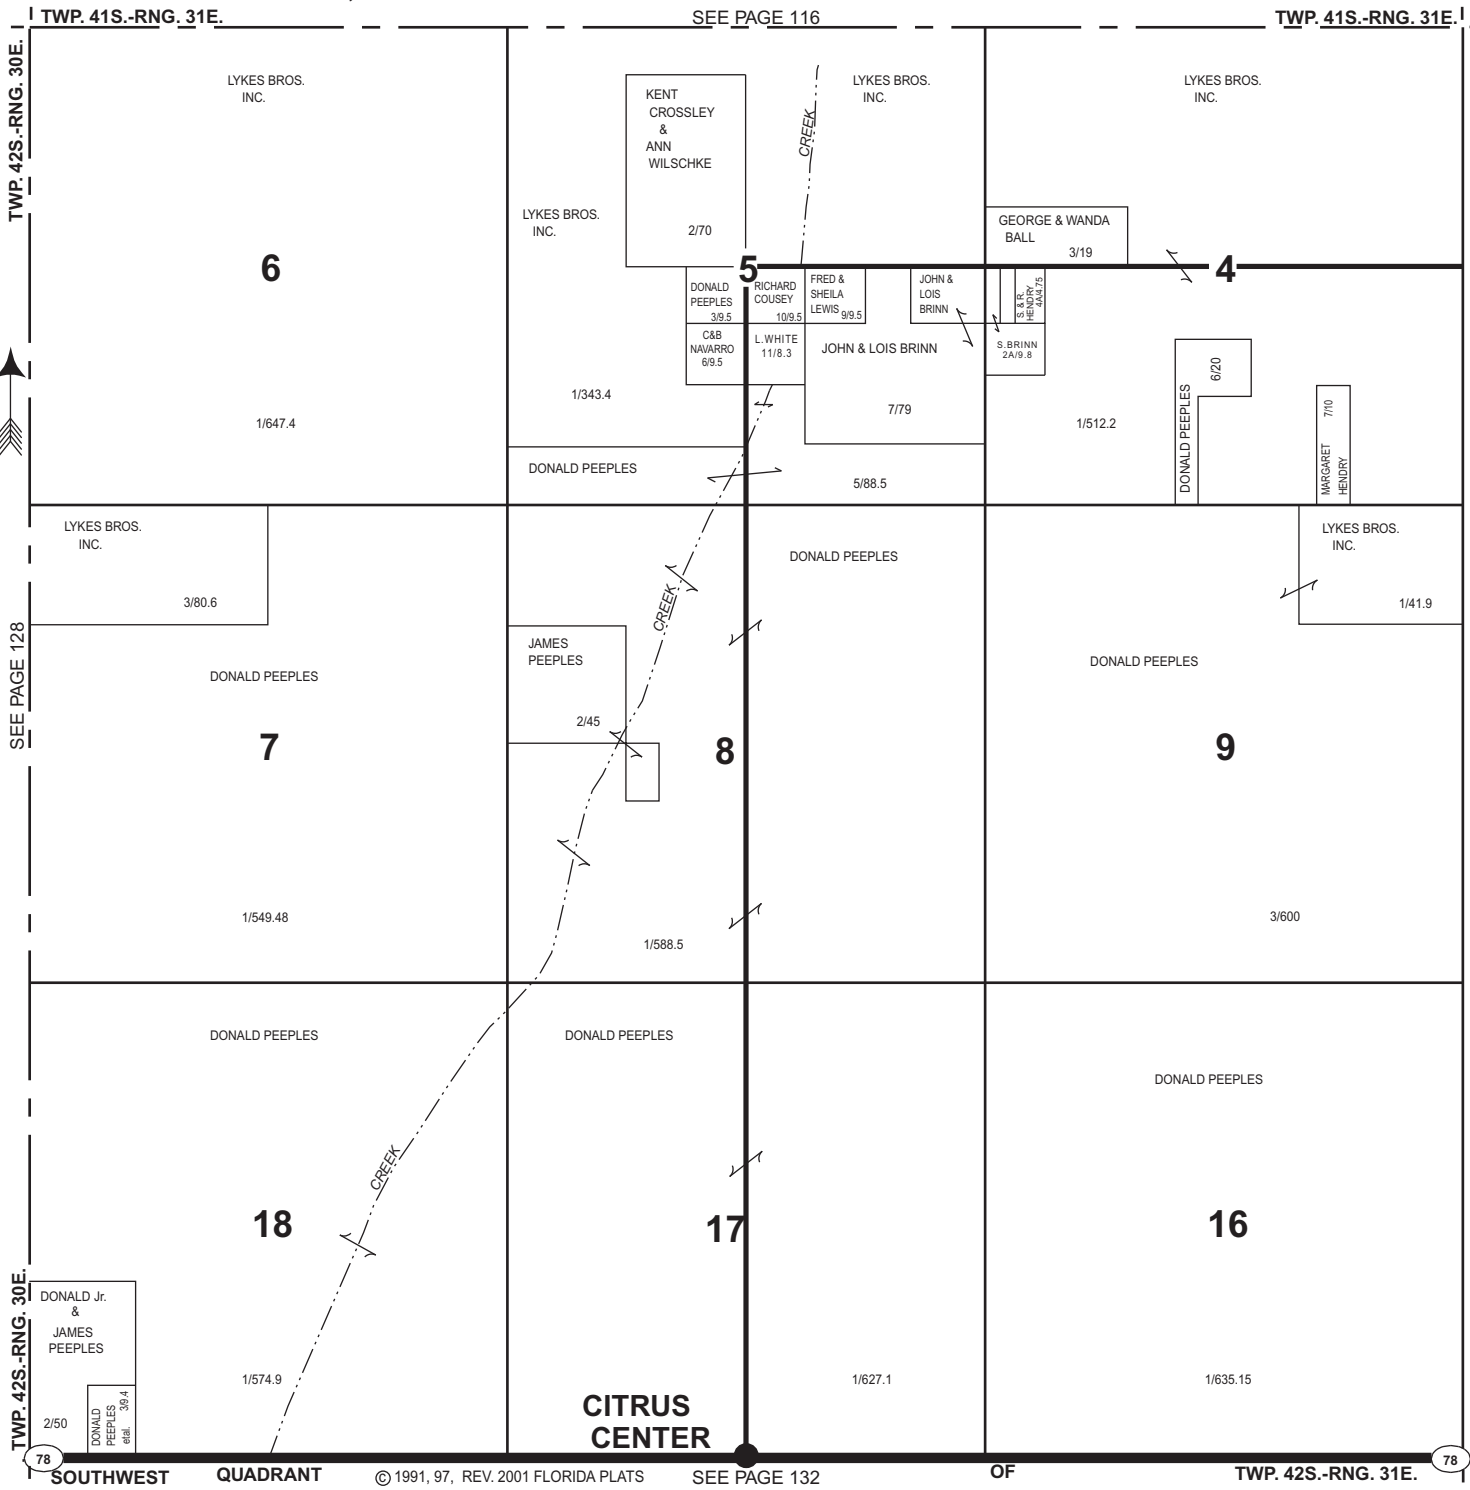 TWP. 41S.-RNG. 31E.
SEE PAGE 116
TWP. 41S.-RNG. 31E.
TWP. 42S.-RNG. 30E.
LYKES BROS.
INC.
6
1/647.4
KENT
CROSSLEY
&
ANN
WILSCHKE
2/70
CREEK
LYKES BROS.
INC.
LYKES BROS.
INC.
1/343.4
5
DONALD
PEEPLES
3/9.5
RICHARD
COUSEY
10/9.5
FRED &
SHEILA
LEWIS 9/9.5
JOHN &
LOIS
BRINN
C&B
NAVARRO
6/9.5
L.WHITE
11/8.3
JOHN & LOIS BRINN
7/79
DONALD PEEPLES
5/88.5
LYKES BROS.
INC.
GEORGE & WANDA
BALL
3/19
4
S. & R.
HENDRY
4A/4.75
S.BRINN
2A/9.8
1/512.2
DONALD PEEPLES
6/20
MARGARET
HENDRY
7/10
SEE PAGE 128
LYKES BROS.
INC.
3/80.6
DONALD PEEPLES
7
1/549.48
DONALD PEEPLES
CREEK
JAMES
PEEPLES
2/45
8
1/588.5
LYKES BROS.
INC.
1/41.9
DONALD PEEPLES
9
3/600
DONALD PEEPLES
CREEK
18
DONALD Jr.
&
JAMES
PEEPLES
2/50
DONALD
PEEPLES
etal. 3/9.4
1/574.9
DONALD PEEPLES
17
1/627.1
CITRUS
CENTER
DONALD PEEPLES
16
1/635.15
TWP. 42S.-RNG. 30E.
78
78
SOUTHWEST QUADRANT
© 1991, 97, REV. 2001 FLORIDA PLATS
SEE PAGE 132
OF
TWP. 42S.-RNG. 31E.